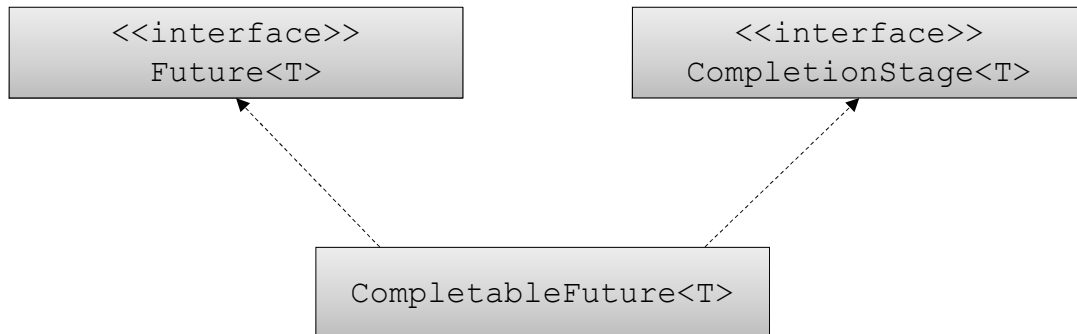 <<interface>>
Future<T>
<<interface>>
CompletionStage<T>
CompletableFuture<T>